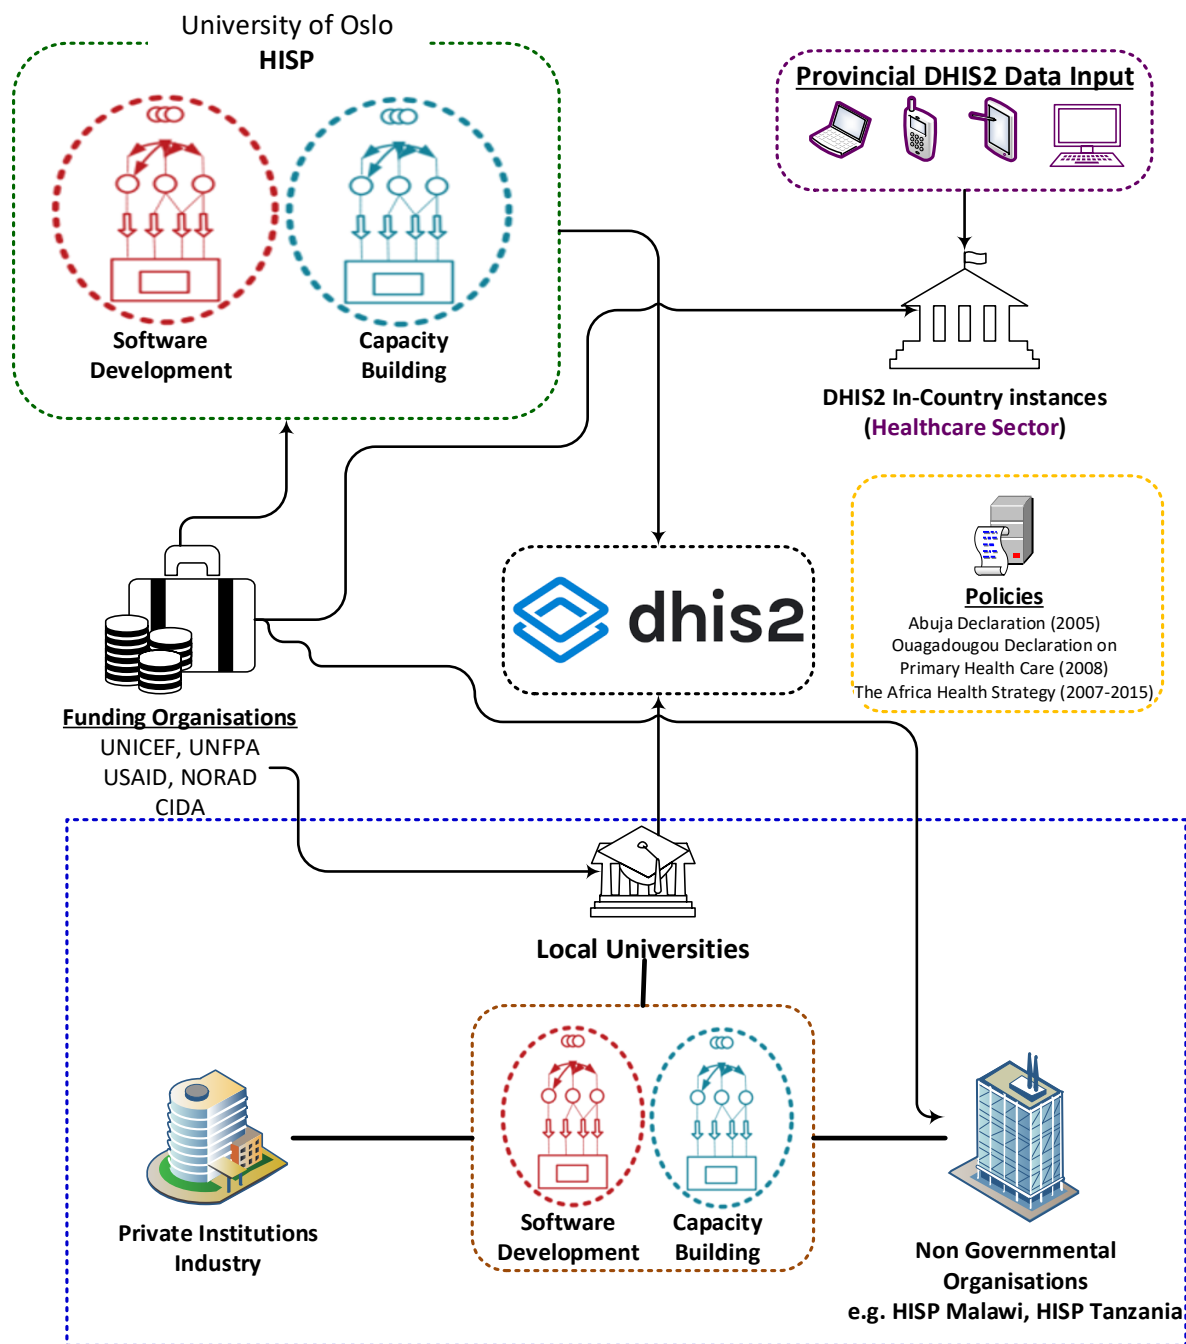 University of Oslo
HISP
Software
Development
Capacity
Building
Provincial DHIS2 Data Input
DHIS2 In-Country instances
(Healthcare Sector)
Policies
Abuja Declaration (2005)
Ouagadougou Declaration on
Primary Health Care (2008)
The Africa Health Strategy (2007-2015)
dhis2
Funding Organisations
UNICEF, UNFPA
USAID, NORAD
CIDA
Local Universities
Software
Development
Capacity
Building
Private Institutions
Industry
Non Governmental
Organisations
e.g. HISP Malawi, HISP Tanzania